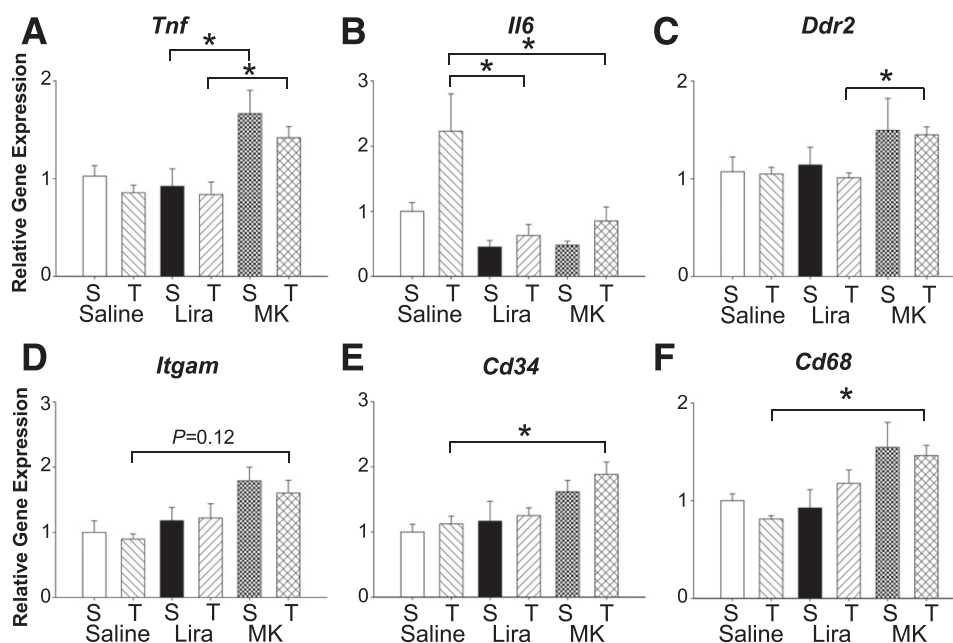 A
Tnf
Relative Gene Expression
2
1
0
*
*
S T S T S T
Saline Lira MK
B
Il6
3
2
1
0
*
*
S T S T S T
Saline Lira MK
C
Ddr2
2
1
0
*
S T S T S T
Saline Lira MK
D
Itgam
Relative Gene Expression
3
2
1
0
P=0.12
S T S T S T
Saline Lira MK
E
Cd34
3
2
1
0
*
S T S T S T
Saline Lira MK
F
Cd68
2
1
0
*
S T S T S T
Saline Lira MK